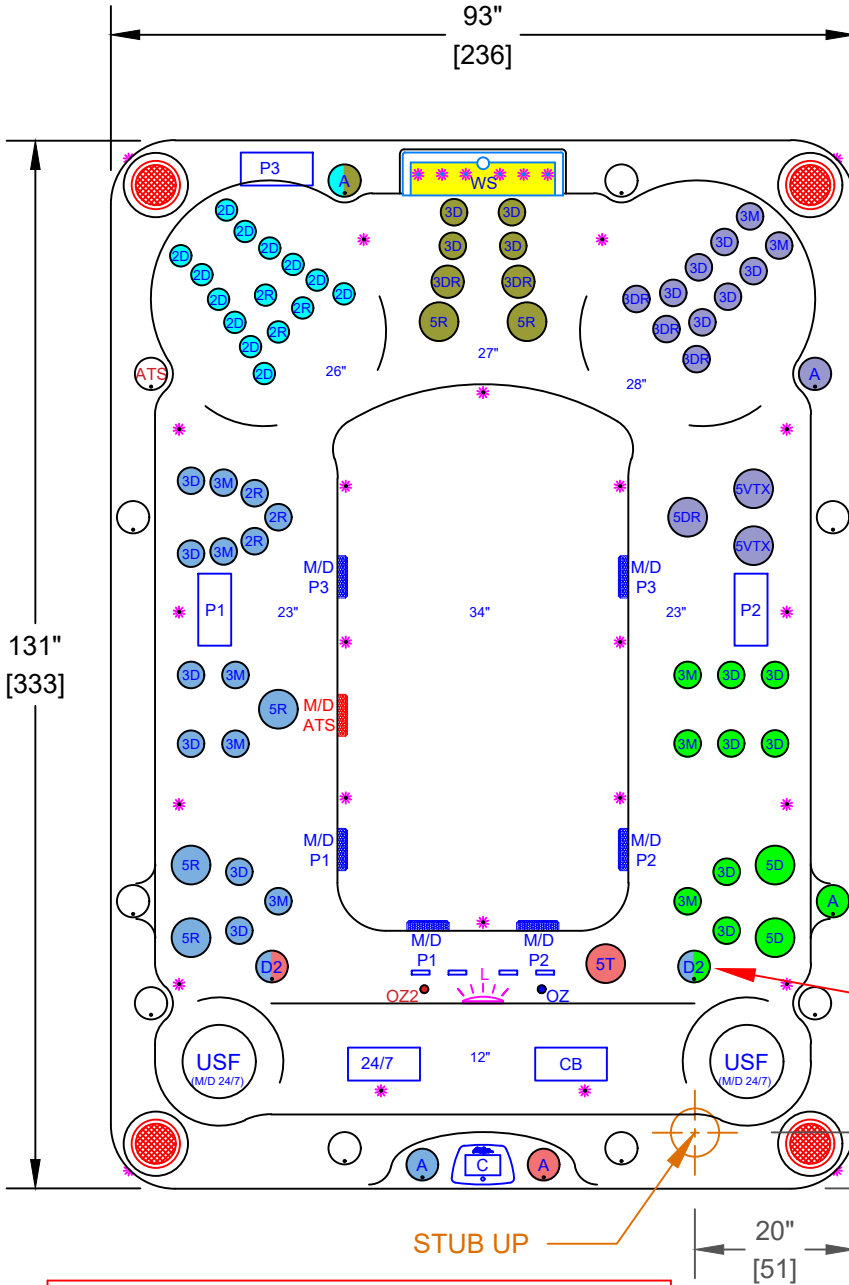 93"
[236]
P3
A
WS
2D
2D
2D
2D
2D
2D
2D
2D
2D
2D
2D
2D
2D
2R
2R
2R
3D
3D
3D
3D
3DR
3DR
5R
5R
3M
3M
3D
3D
3D
3D
3D
3D
3DR
3DR
3DR
27"
26"
28"
ATS
A
3D
3M
2R
2R
2R
3D
3M
5VTX
5DR
5VTX
M/D
P3
M/D
P3
P1
23"
34"
23"
P2
131"
[333]
3D
3M
5R
3D
3M
M/D
ATS
3M
3D
3D
3M
3D
3D
M/D
P1
M/D
P2
5R
3D
3M
5R
3D
3D
5D
3M
3D
5D
A
M/D
P1
M/D
P2
D2
5T
D2
L
OZ2
OZ
USF
(M/D 24/7)
24/7
12"
CB
USF
(M/D 24/7)
A
C
A
STUB UP
20"
[51]